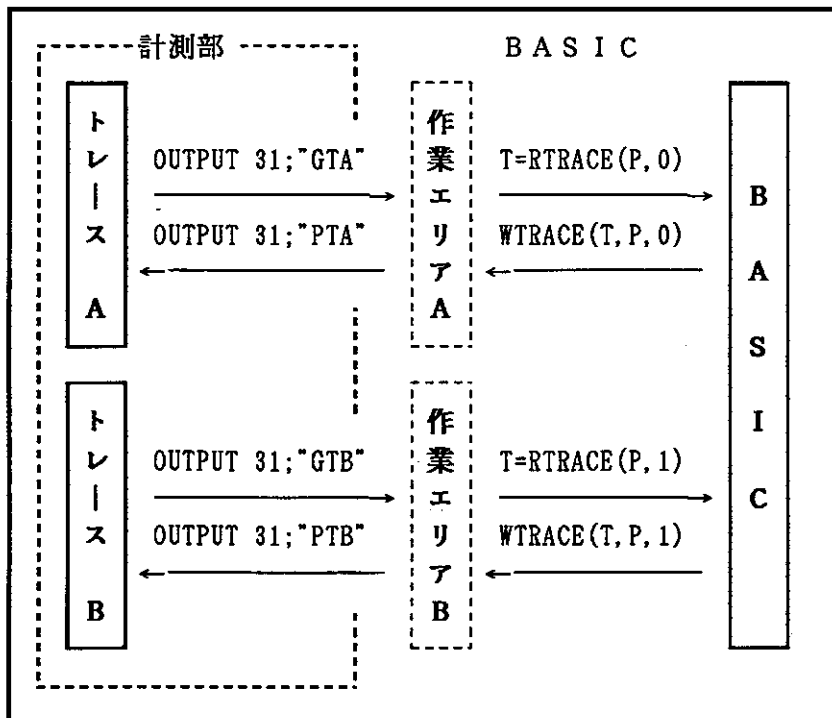 計測部
BASIC
トレース A
OUTPUT 31;"GTA"
OUTPUT 31;"PTA"
作業エリア A
T=RTRACE(P,0)
WTRACE(T,P,0)
BASIC
トレース B
OUTPUT 31;"GTB"
OUTPUT 31;"PTB"
作業エリア B
T=RTRACE(P,1)
WTRACE(T,P,1)